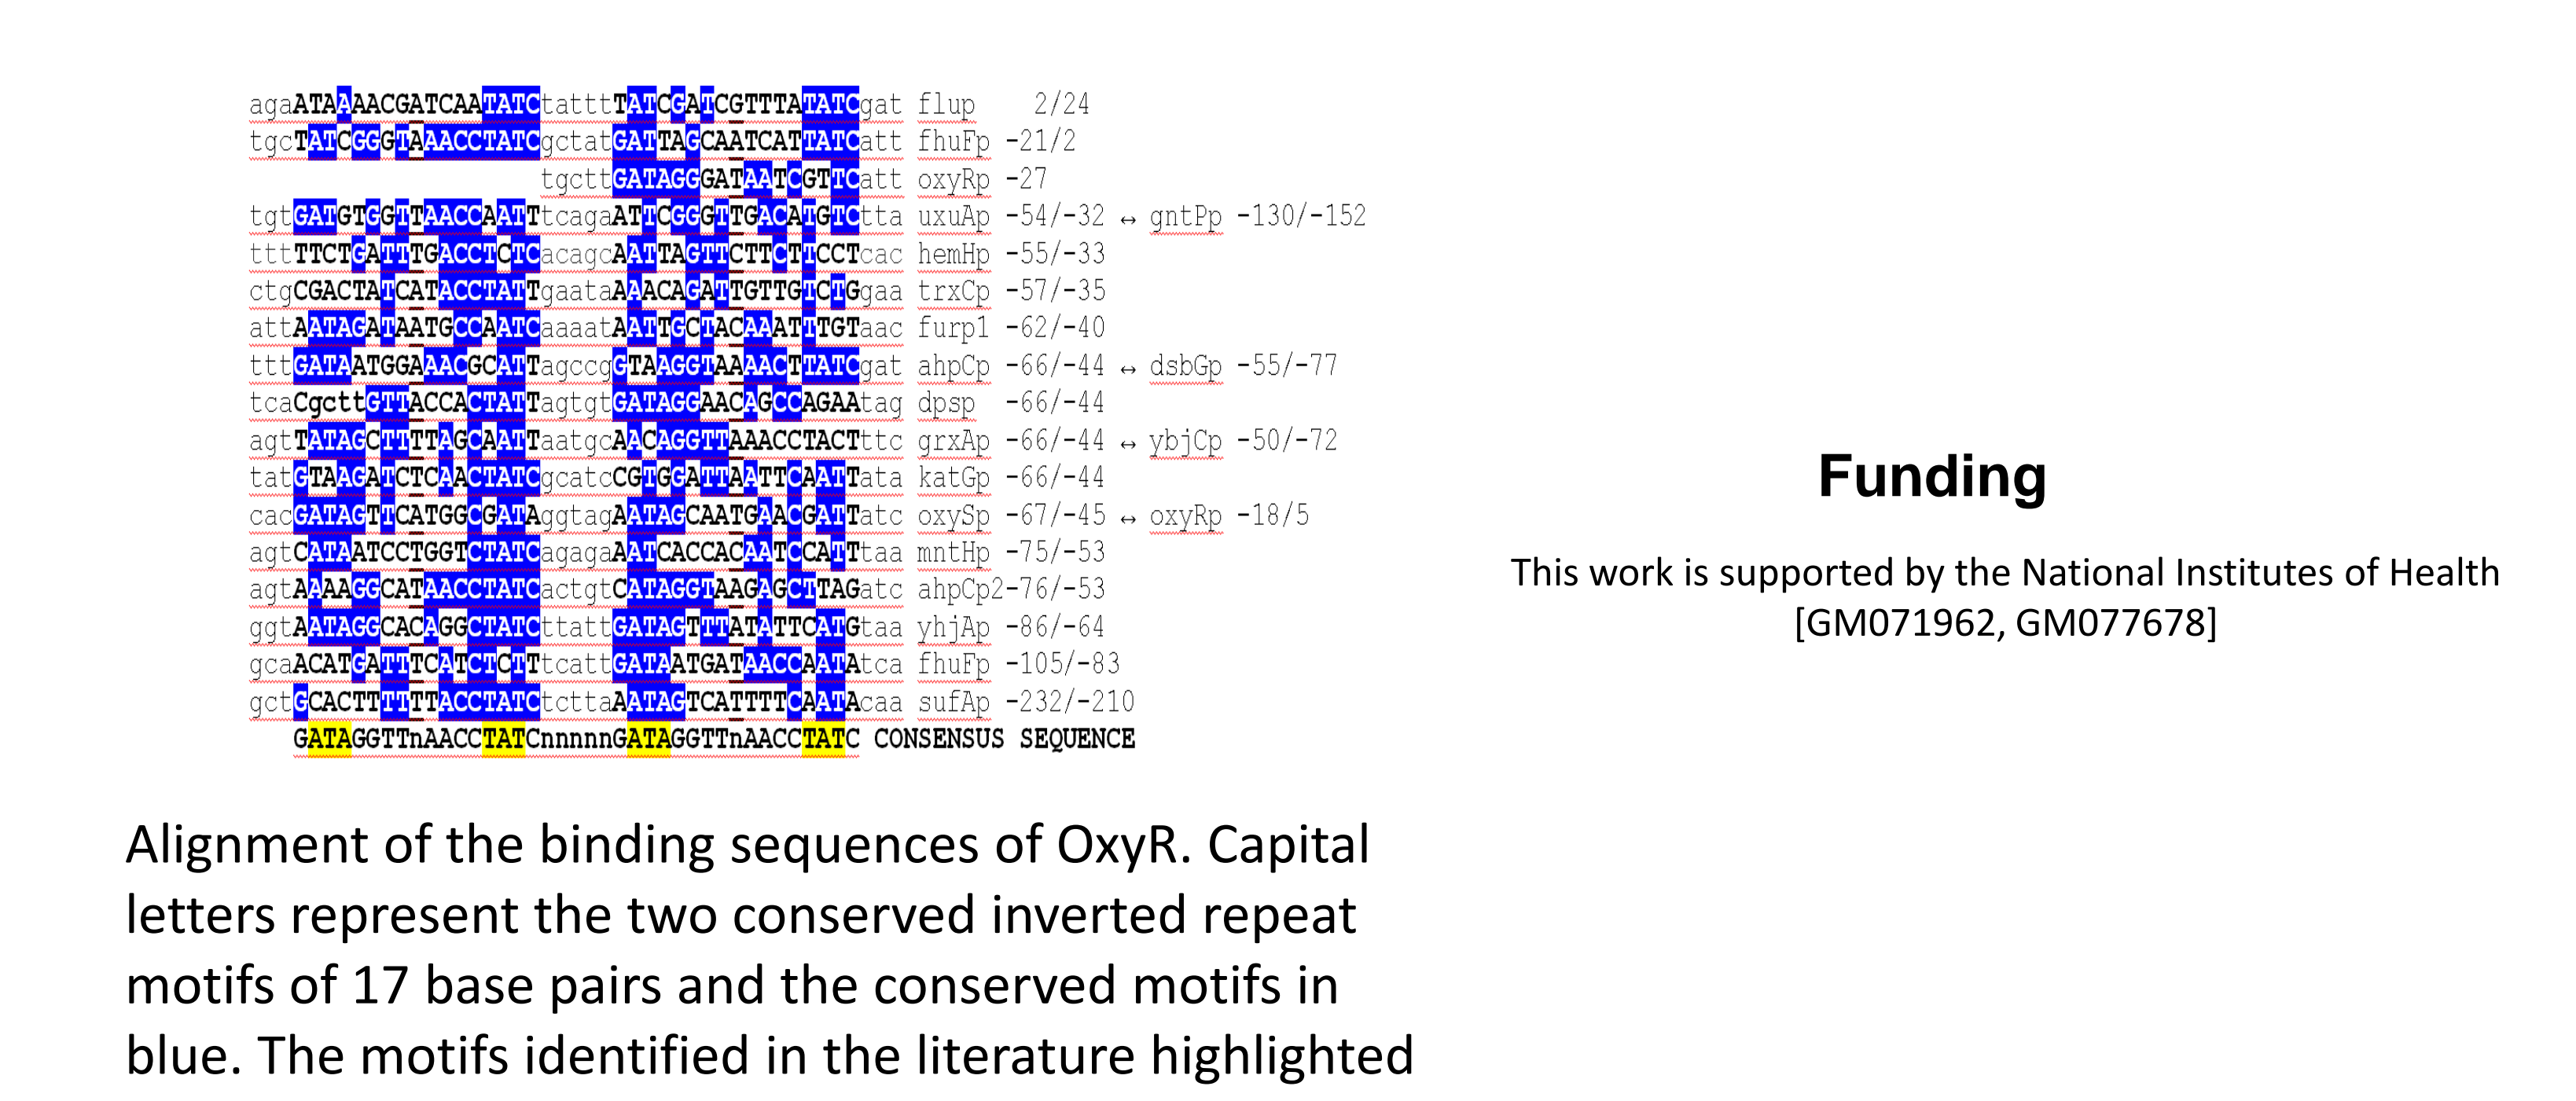 agaATAAAACGATCAATATCtattTATCGATCGTTTATATCgat flup 2/24
tgcTATCGGGTAAACCTATCgctatGATTAGCAATCATTATCatt fhuFp -21/2
tgcttGATAGGGATAATCGTTCatt oxyRp -27
tgtGATGTGGTTAACCAATTtcagaATTCGGGTTGACATGTCtta uxuAp -54/-32 ↔ gntPp -130/-152
tttTTCTGATTTGACCTCTCacagcAATTAGTTCTTCTTCCTcac hemHp -55/-33
ctgCGACTATCATACCTATTgaataAAACAGATTGTTGTCTGgaa trxCp -57/-35
attAATAGATAATGCCAATCaaaatAATTGCTACAAATTTGTaac furp1 -62/-40
tttGATAATGGAAACGCATTagccgGTAAGGTAAAACTTATCgat ahpCp -66/-44 ↔ dsbGp -55/-77
tcaCgcttGTTACCACTATTagtgtGATAGGAACAGCCAGAAtag dpsp -66/-44
agtTATAGCTTTTAGCAATTaatgcAACAGGTTAAACCTACTttc grxAp -66/-44 ↔ ybjCp -50/-72
tatGTAAGATCTCAACTATCgcatcCGTGGATTAATTCAATTata katGp -66/-44
cacGATAGTTCATGGCGATAggtagAATAGCAATGAACGATTatc oxySp -67/-45 ↔ oxyRp -18/5
agtCATAATCCTGGTCTATCagagaAATCACCACAATCCATTtaa mntHp -75/-53
agtAAAAGGCATAACCTATCactgtCATAGGTAAGAGCTTAGatc ahpCp2-76/-53
ggtAATAGGCACAGGCTATCttattGATAGTTTATATTCATGtaa yhjAp -86/-64
gcaACATGATTTCATCTCTTtcattGATAATGATAACCAATAtca fhuFp -105/-83
gctGCACTTTTTTACCTATCtcttaAATAGTCATTTTCAATAcaa sufAp -232/-210
GATAGGTTnAACCTATCnnnnnGATAGGTTnAACCTATC CONSENSUS SEQUENCE
Alignment of the binding sequences of OxyR. Capital
letters represent the two conserved inverted repeat
motifs of 17 base pairs and the conserved motifs in
blue. The motifs identified in the literature highlighted
Funding
This work is supported by the National Institutes of Health
[GM071962, GM077678]